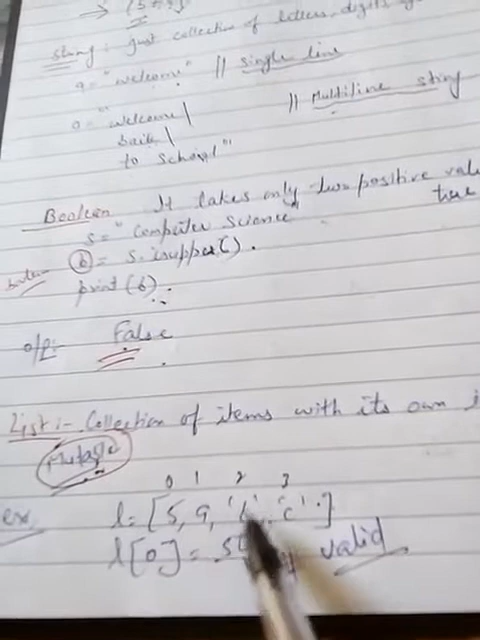 String:- Just collection of letters, digits
a = "welcome" // single line
a = "welcome\ // Multiline string
back\
to school"
Boolean It takes only two positive val
s = "Computer Science" true
b = s.isupper().
print(b).
o/p:- False
List:- Collection of items with its own i
Mutable
0 1 2 3
ex l = [5, 9, 'b', 'c']
l[0] = valid